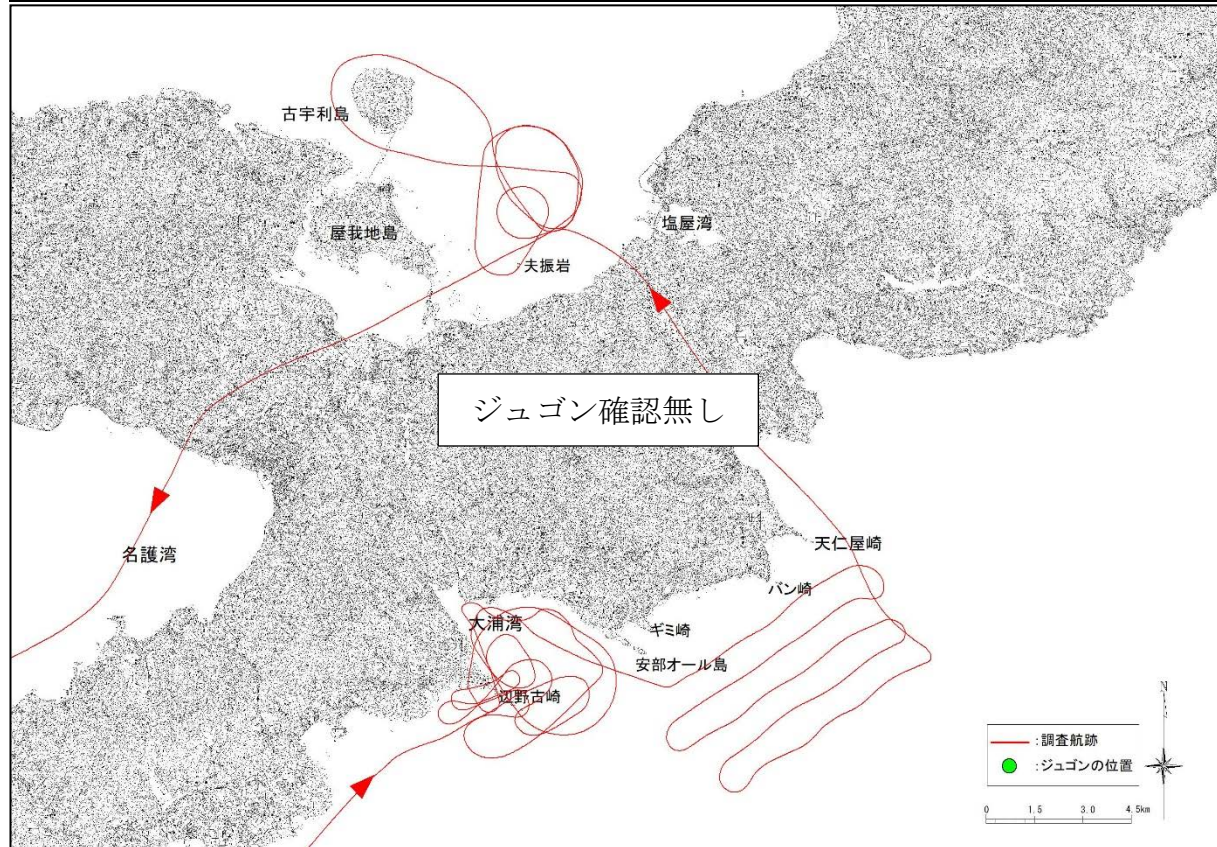 古宇利島
塩屋湾
屋我地島
夫振岩
ジュゴン確認無し
天仁屋崎
名護湾
バン崎
大浦湾
ギミ崎
安部オール島
辺野古崎
N
:調査航跡
:ジュゴンの位置
0 1.5 3.0 4.5km